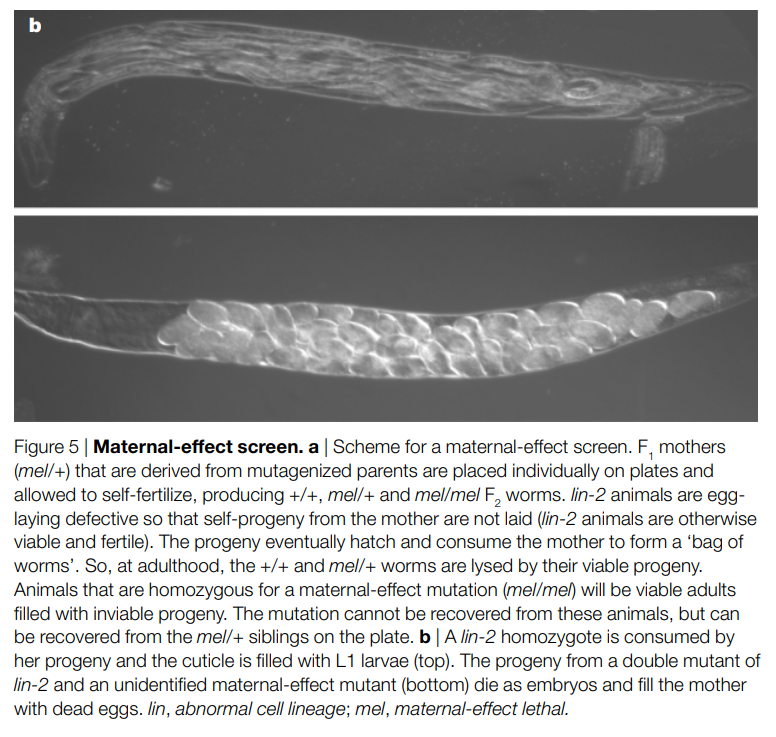 b
Figure 5 | Maternal-effect screen. a | Scheme for a maternal-effect screen. F1 mothers
(mel/+) that are derived from mutagenized parents are placed individually on plates and
allowed to self-fertilize, producing +/+, mel/+ and mel/mel F2 worms. lin-2 animals are egg-
laying defective so that self-progeny from the mother are not laid (lin-2 animals are otherwise
viable and fertile). The progeny eventually hatch and consume the mother to form a ‘bag of
worms’. So, at adulthood, the +/+ and mel/+ worms are lysed by their viable progeny.
Animals that are homozygous for a maternal-effect mutation (mel/mel) will be viable adults
filled with inviable progeny. The mutation cannot be recovered from these animals, but can
be recovered from the mel/+ siblings on the plate. b | A lin-2 homozygote is consumed by
her progeny and the cuticle is filled with L1 larvae (top). The progeny from a double mutant of
lin-2 and an unidentified maternal-effect mutant (bottom) die as embryos and fill the mother
with dead eggs. lin, abnormal cell lineage; mel, maternal-effect lethal.